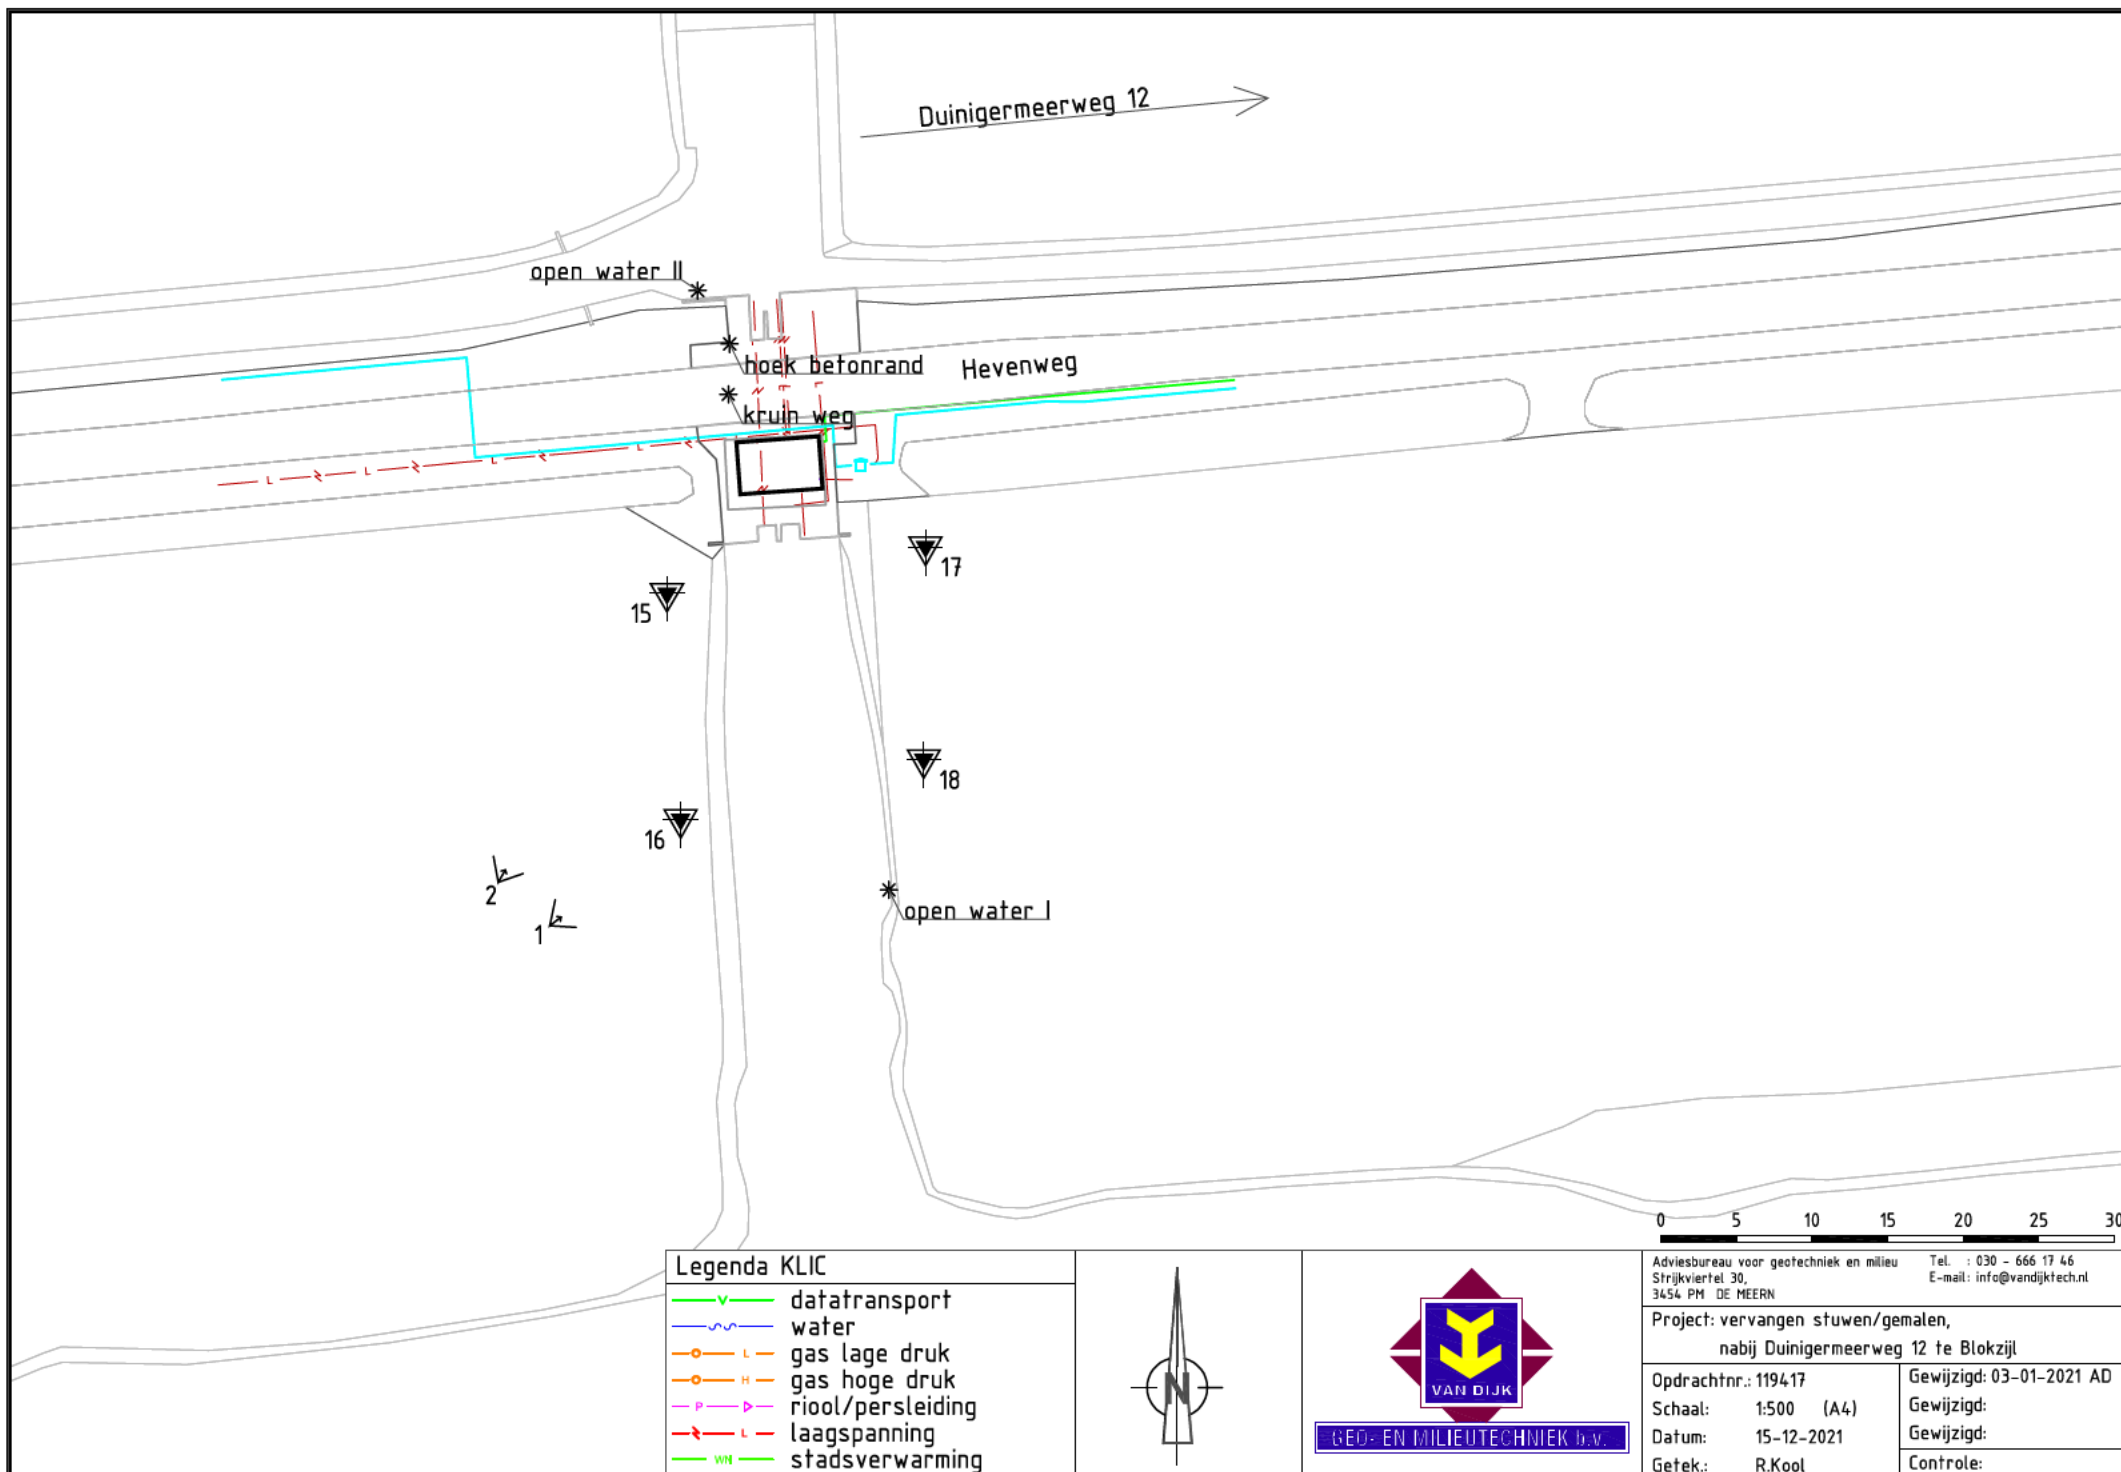 Duinigermeerweg 12
open water II
hoek betonrand
Hevenweg
kruin weg
17
15
18
16
2
1
open water I
0 5 10 15 20 25 30
Legenda KLIC
V datatransport
water
L gas lage druk
H gas hoge druk
P riool/persleiding
L laagspanning
WN stadsverwarming
N
VAN DIJK
GEO- EN MILIEUTECHNIEK b.v.
Adviesbureau voor geotechniek en milieu
Strijkviertel 30,
3454 PM DE MEERN
Tel. : 030 - 666 17 46
E-mail: info@vandijktech.nl
Project: vervangen stuwen/gemalen,
nabij Duinigermeerweg 12 te Blokzijl
Opdrachtnr.: 119417
Schaal: 1:500 (A4)
Datum: 15-12-2021
Getek.: R.Kool
Gewijzigd: 03-01-2021 AD
Gewijzigd:
Gewijzigd:
Controle: